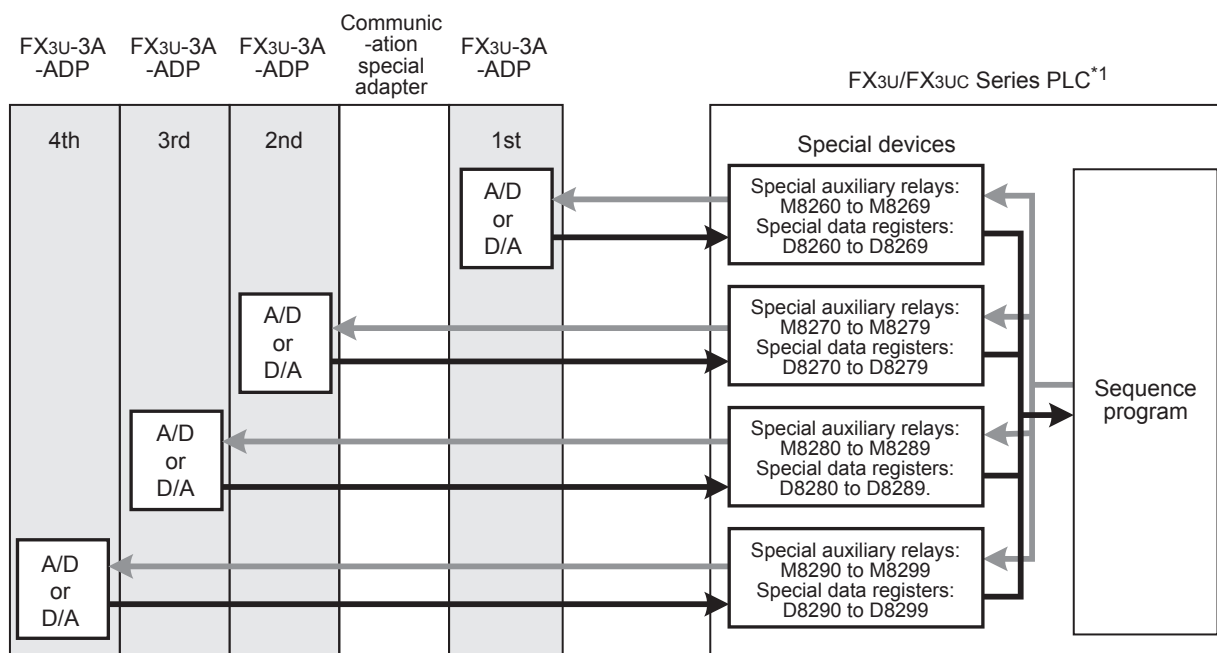 FX3U-3A
-ADP
FX3U-3A
-ADP
FX3U-3A
-ADP
Communic
-ation
special
adapter
FX3U-3A
-ADP
FX3U/FX3UC Series PLC*1
4th
3rd
2nd
1st
Special devices
A/D
or
D/A
Special auxiliary relays:
M8260 to M8269
Special data registers:
D8260 to D8269
A/D
or
D/A
Special auxiliary relays:
M8270 to M8279
Special data registers:
D8270 to D8279
Sequence
program
A/D
or
D/A
Special auxiliary relays:
M8280 to M8289
Special data registers:
D8280 to D8289.
A/D
or
D/A
Special auxiliary relays:
M8290 to M8299
Special data registers:
D8290 to D8299